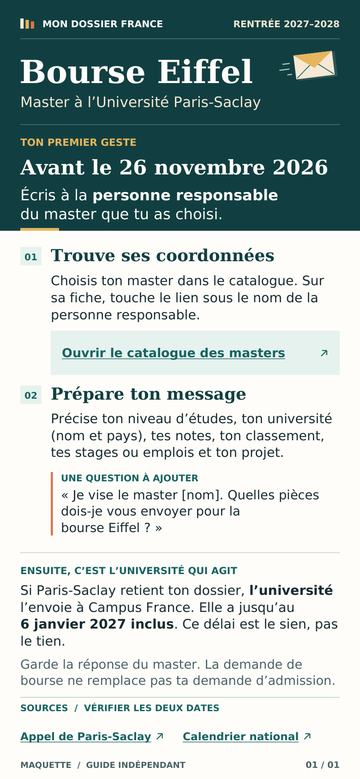 MON DOSSIER FRANCE
RENTRÉE 2027–2028
Bourse Eiffel
Master à l’Université Paris-Saclay
TON PREMIER GESTE
Avant le 26 novembre 2026
Écris à la personne responsable
du master que tu as choisi.
01 Trouve ses coordonnées
Choisis ton master dans le catalogue. Sur
sa fiche, touche le lien sous le nom de la
personne responsable.
Ouvrir le catalogue des masters ↗
02 Prépare ton message
Précise ton niveau d’études, ton université
(nom et pays), tes notes, ton classement,
tes stages ou emplois et ton projet.
UNE QUESTION À AJOUTER
« Je vise le master [nom]. Quelles pièces
dois-je vous envoyer pour la
bourse Eiffel ? »
ENSUITE, C’EST L’UNIVERSITÉ QUI AGIT
Si Paris-Saclay retient ton dossier, l’université
l’envoie à Campus France. Elle a jusqu’au
6 janvier 2027 inclus. Ce délai est le sien, pas
le tien.
Garde la réponse du master. La demande de
bourse ne remplace pas ta demande d’admission.
SOURCES / VÉRIFIER LES DEUX DATES
Appel de Paris-Saclay ↗ Calendrier national ↗
MAQUETTE / GUIDE INDÉPENDANT
01 / 01